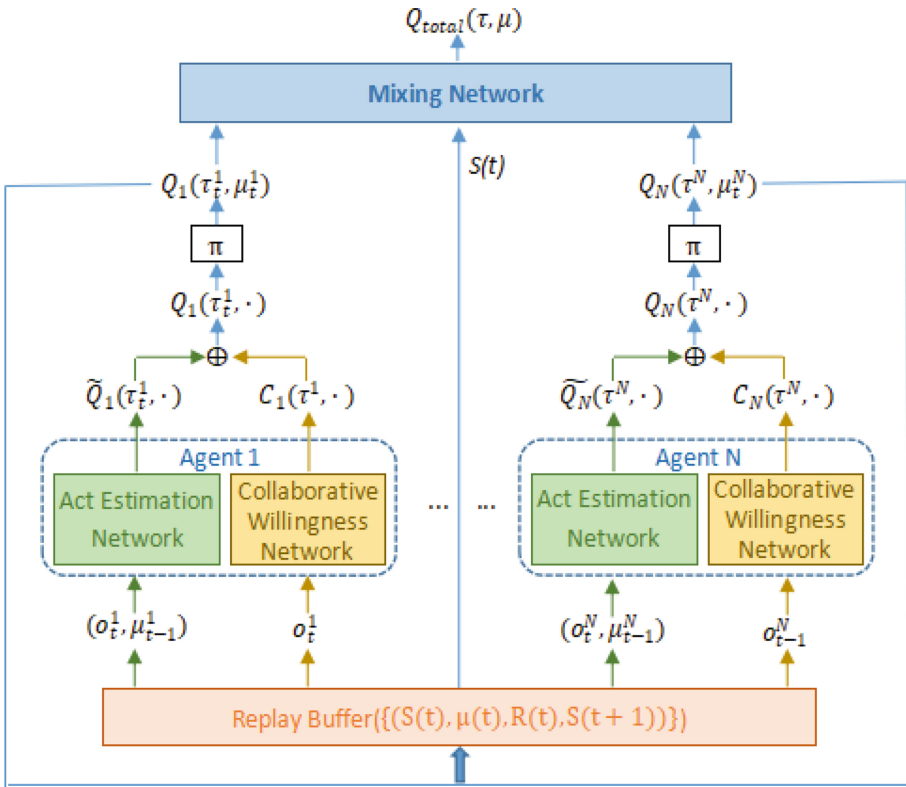 Q_total(τ, μ)
Mixing Network
S(t)
Q_1(τ_t^1, μ_t^1) Q_N(τ^N, μ_t^N)
π π
Q_1(τ_t^1, ·) Q_N(τ^N, ·)
⊕ ⊕
Q̃_1(τ_t^1, ·) C_1(τ^1, ·) Q̃_N(τ^N, ·) C_N(τ^N, ·)
Agent 1 Agent N
Act Estimation Network
Collaborative Willingness Network
... ...
Act Estimation Network
Collaborative Willingness Network
(o_t^1, μ_{t-1}^1) o_t^1 (o_t^N, μ_{t-1}^N) o_{t-1}^N
Replay Buffer({(S(t), μ(t), R(t), S(t + 1))})